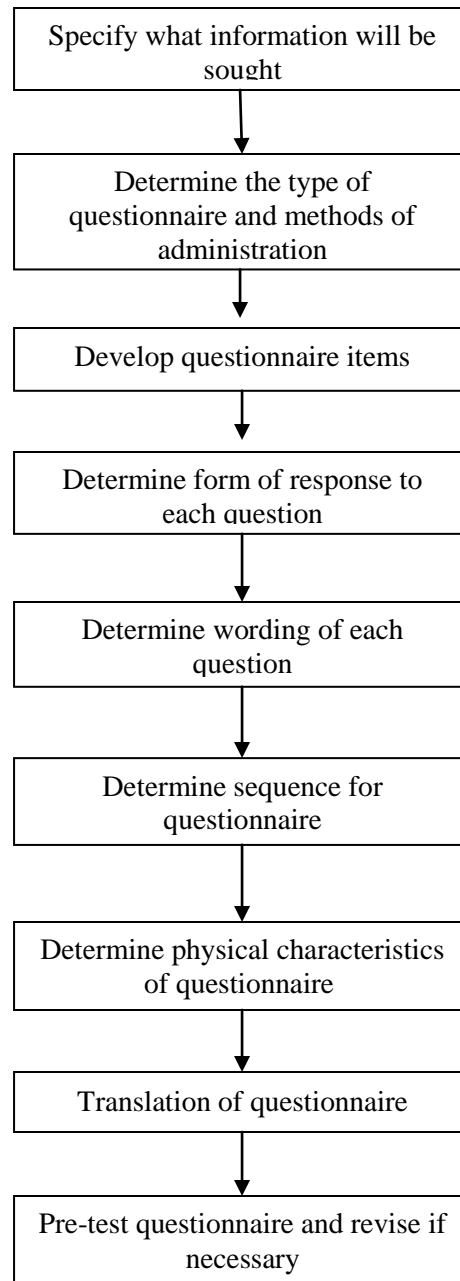 Specify what information will be
sought
Determine the type of
questionnaire and methods of
administration
Develop questionnaire items
Determine form of response to
each question
Determine wording of each
question
Determine sequence for
questionnaire
Determine physical characteristics
of questionnaire
Translation of questionnaire
Pre-test questionnaire and revise if
necessary